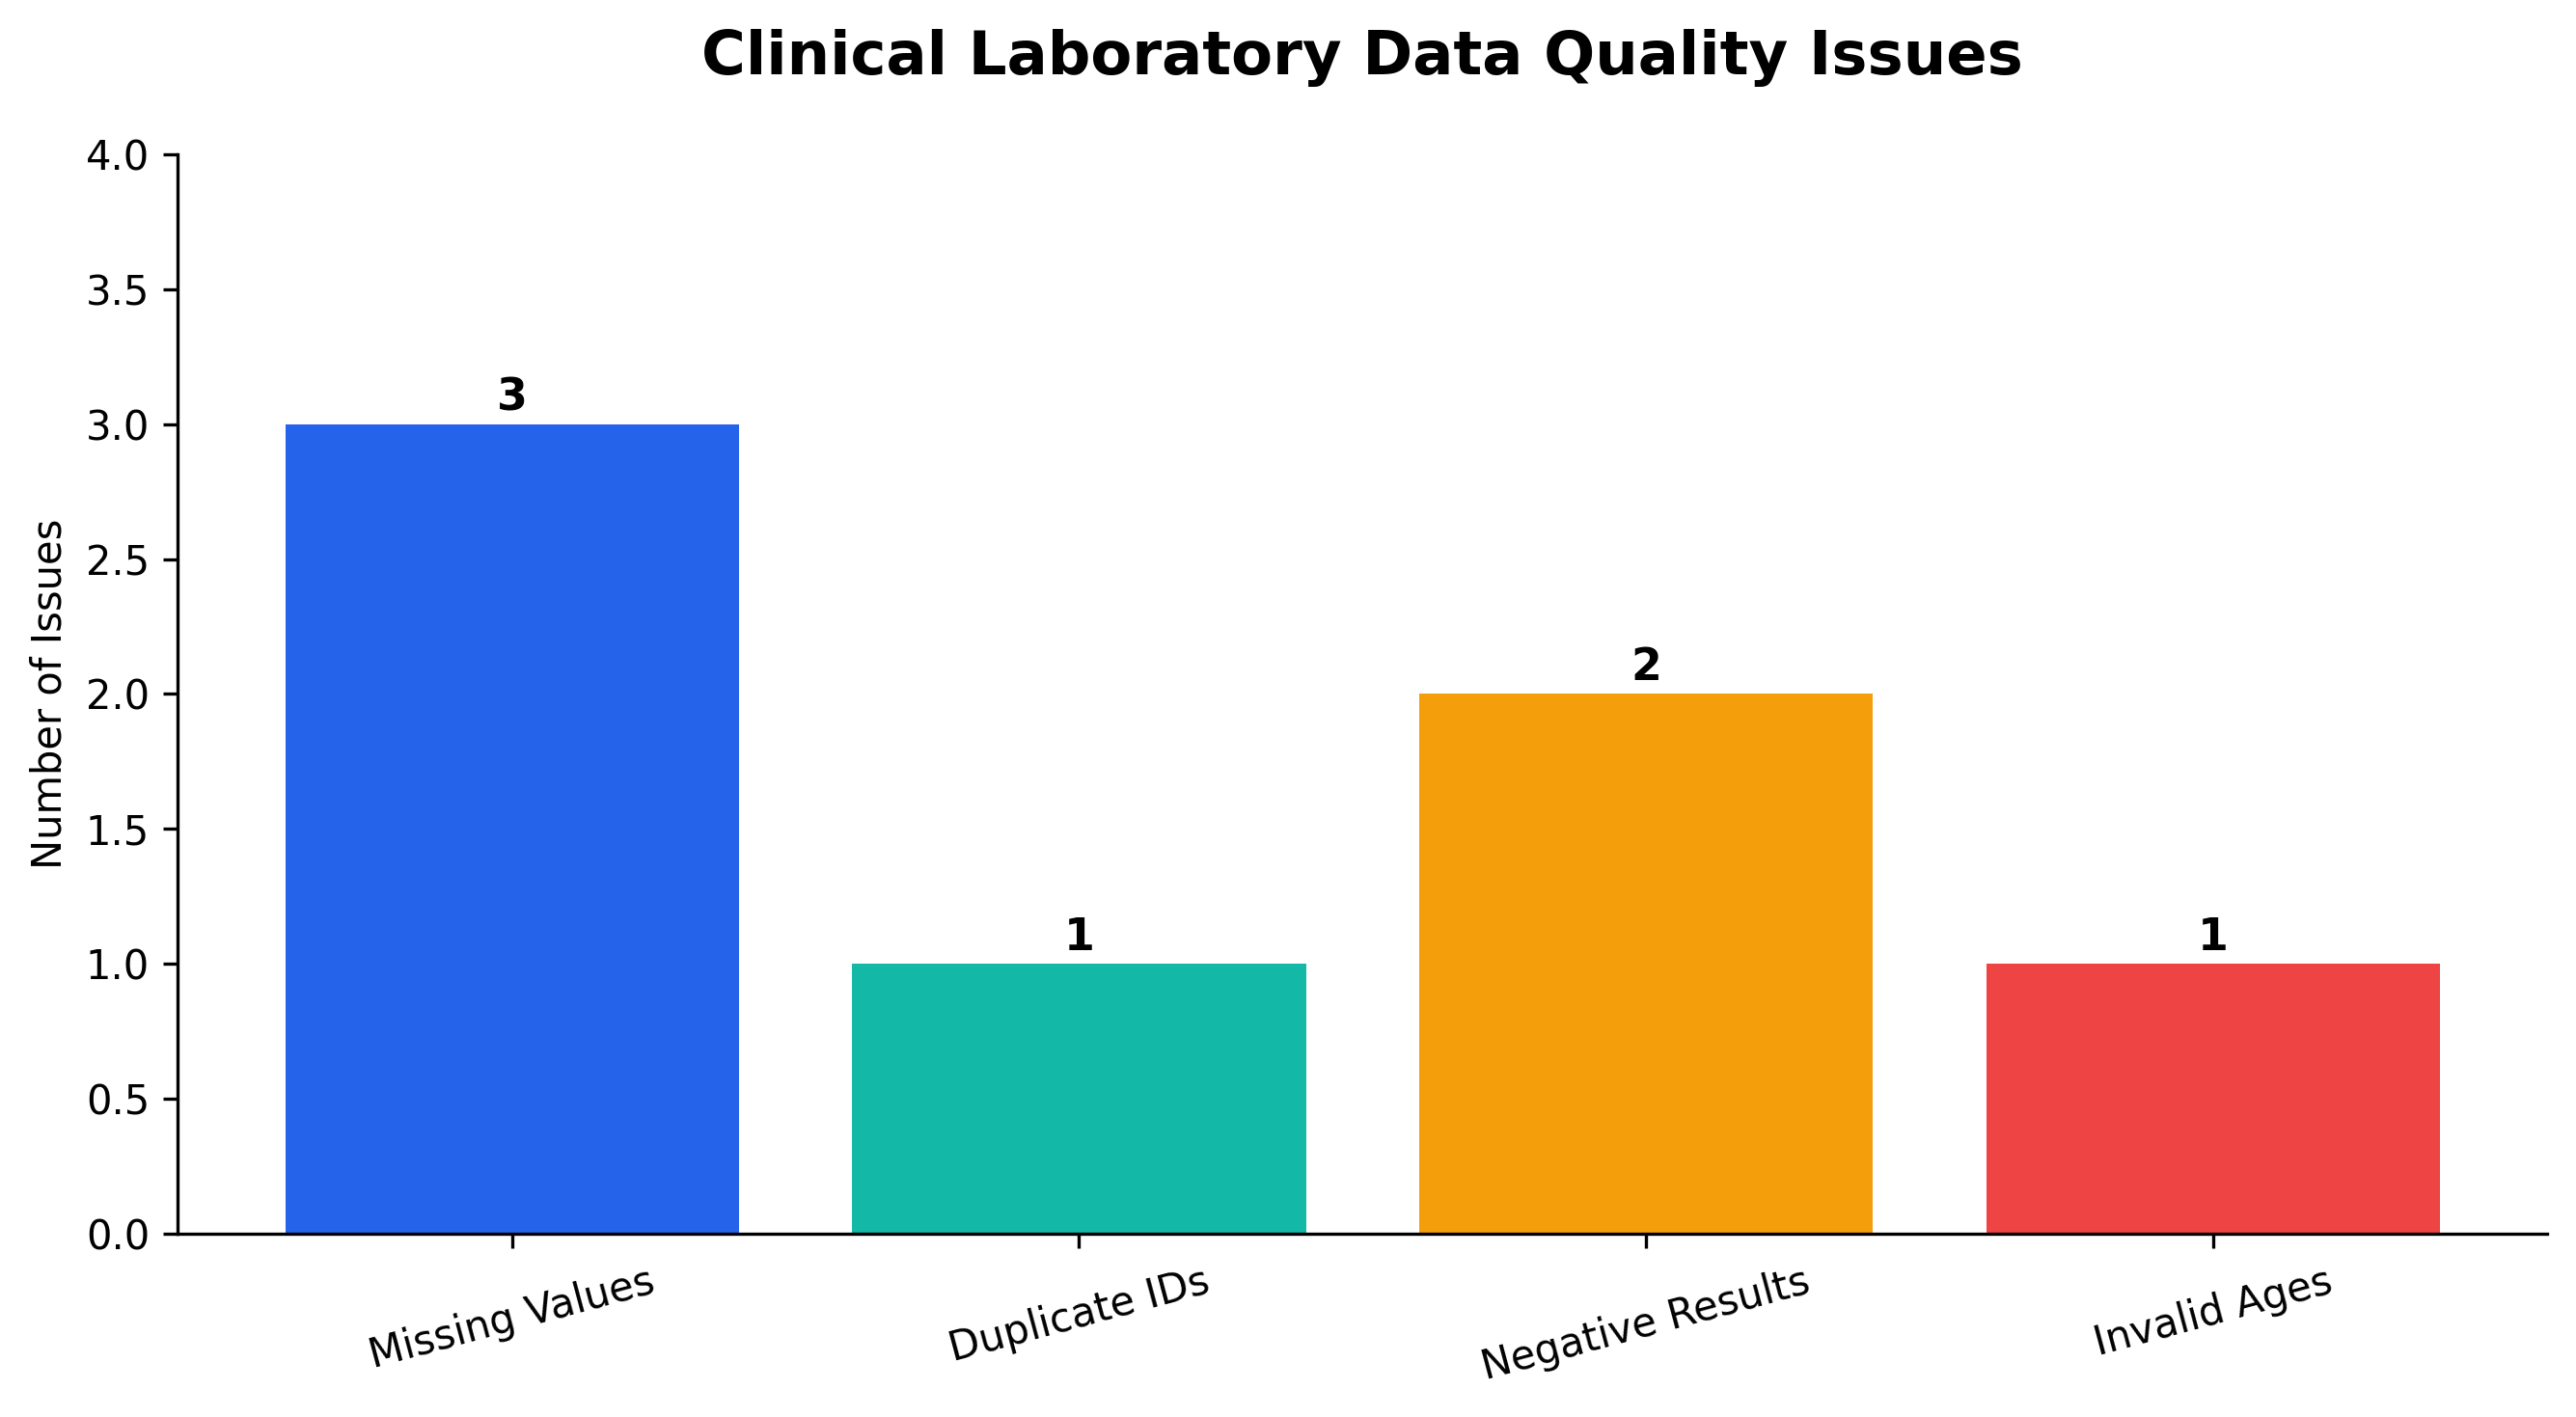 Clinical Laboratory Data Quality Issues
4.0
3.5
3.0
2.5
2.0
1.5
1.0
0.5
0.0
Number of Issues
3
1
2
1
Missing Values
Duplicate IDs
Negative Results
Invalid Ages